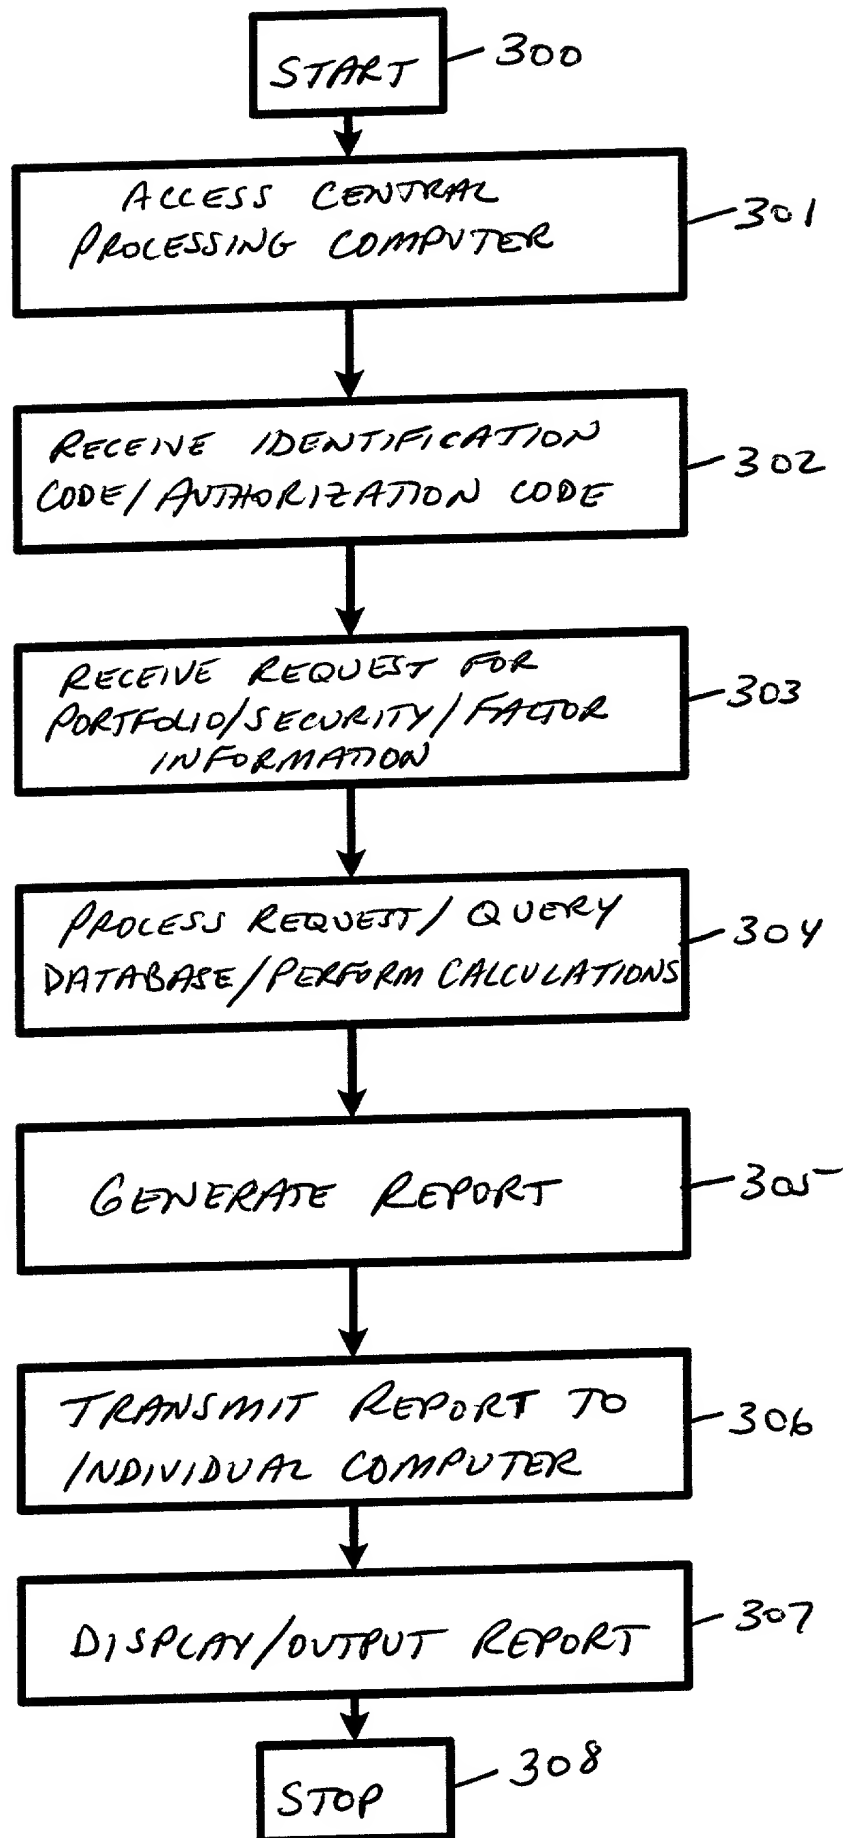 START
300
ACCESS CENTRAL
PROCESSING COMPUTER
301
RECEIVE IDENTIFICATION
CODE/AUTHORIZATION CODE
302
RECEIVE REQUEST FOR
PORTFOLIO/SECURITY/FACTOR
INFORMATION
303
PROCESS REQUEST/QUERY
DATABASE/PERFORM CALCULATIONS
304
GENERATE REPORT
305
TRANSMIT REPORT TO
INDIVIDUAL COMPUTER
306
DISPLAY/OUTPUT REPORT
307
STOP
308